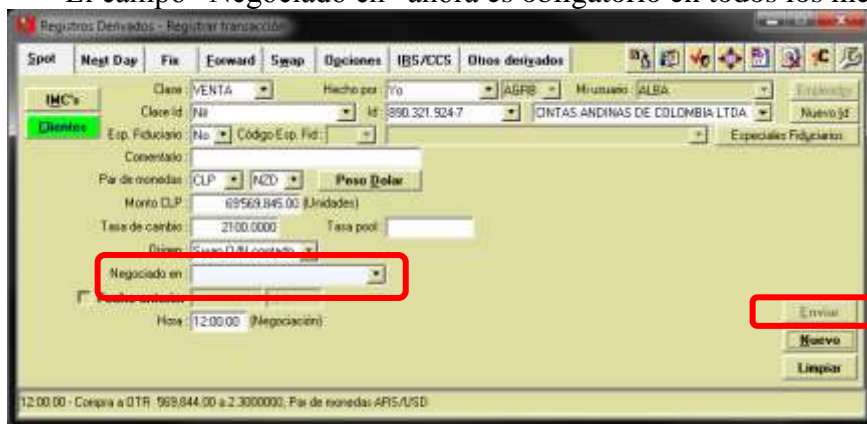 El campo "Negociado en" ahora es obligatorio en todos los
Registros Derivados - Registrar transacción
Spot Next Day Fix Forward Swap Opciones IBS/CCS Otros derivados
IMC's Clase: VENTA Hecho por: Yo AGRB Mi usuario: ALBA
Clientes Clase Id: Nit Id: 890.321.924-7 CINTAS ANDINAS DE COLOMBIA LTDA Nuevo Id
Esp. Fiduciario: No Código Esp. Fid.: Especiales Fiduciarios
Comentario:
Par de monedas: CLP NZD Peso Dolar
Monto CLP: 69'569.845.00 (Unidades)
Tasa de cambio: 2100.0000 Tasa pool:
Origen: Swap O/N contado
Negociado en
Hora: 12:00:00 (Negociación)
Enviar
Nuevo
Limpiar
12:00:00 - Compra a OTR 969,844.00 a 2.3000000, Par de monedas ARS/USD